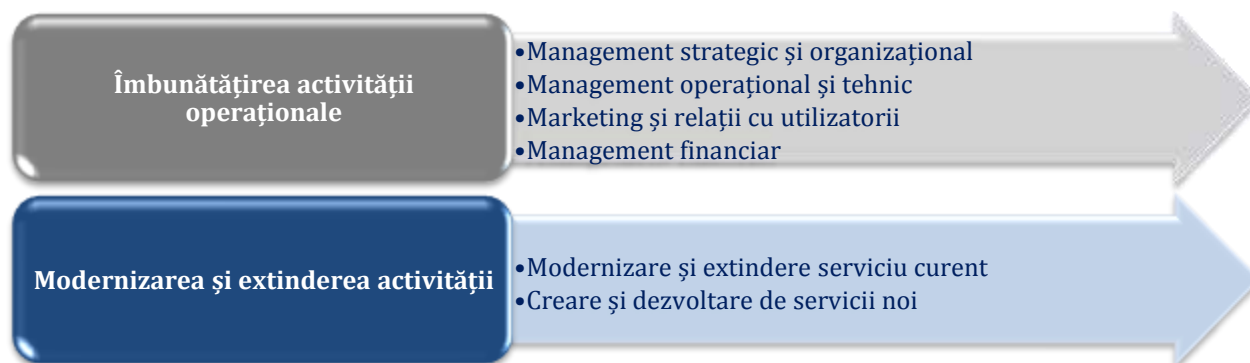 Îmbunătățirea activității
operaționale
•Management strategic și organizațional
•Management operațional și tehnic
•Marketing și relații cu utilizatorii
•Management financiar
Modernizarea și extinderea activității
•Modernizare și extindere serviciu curent
•Creare și dezvoltare de servicii noi